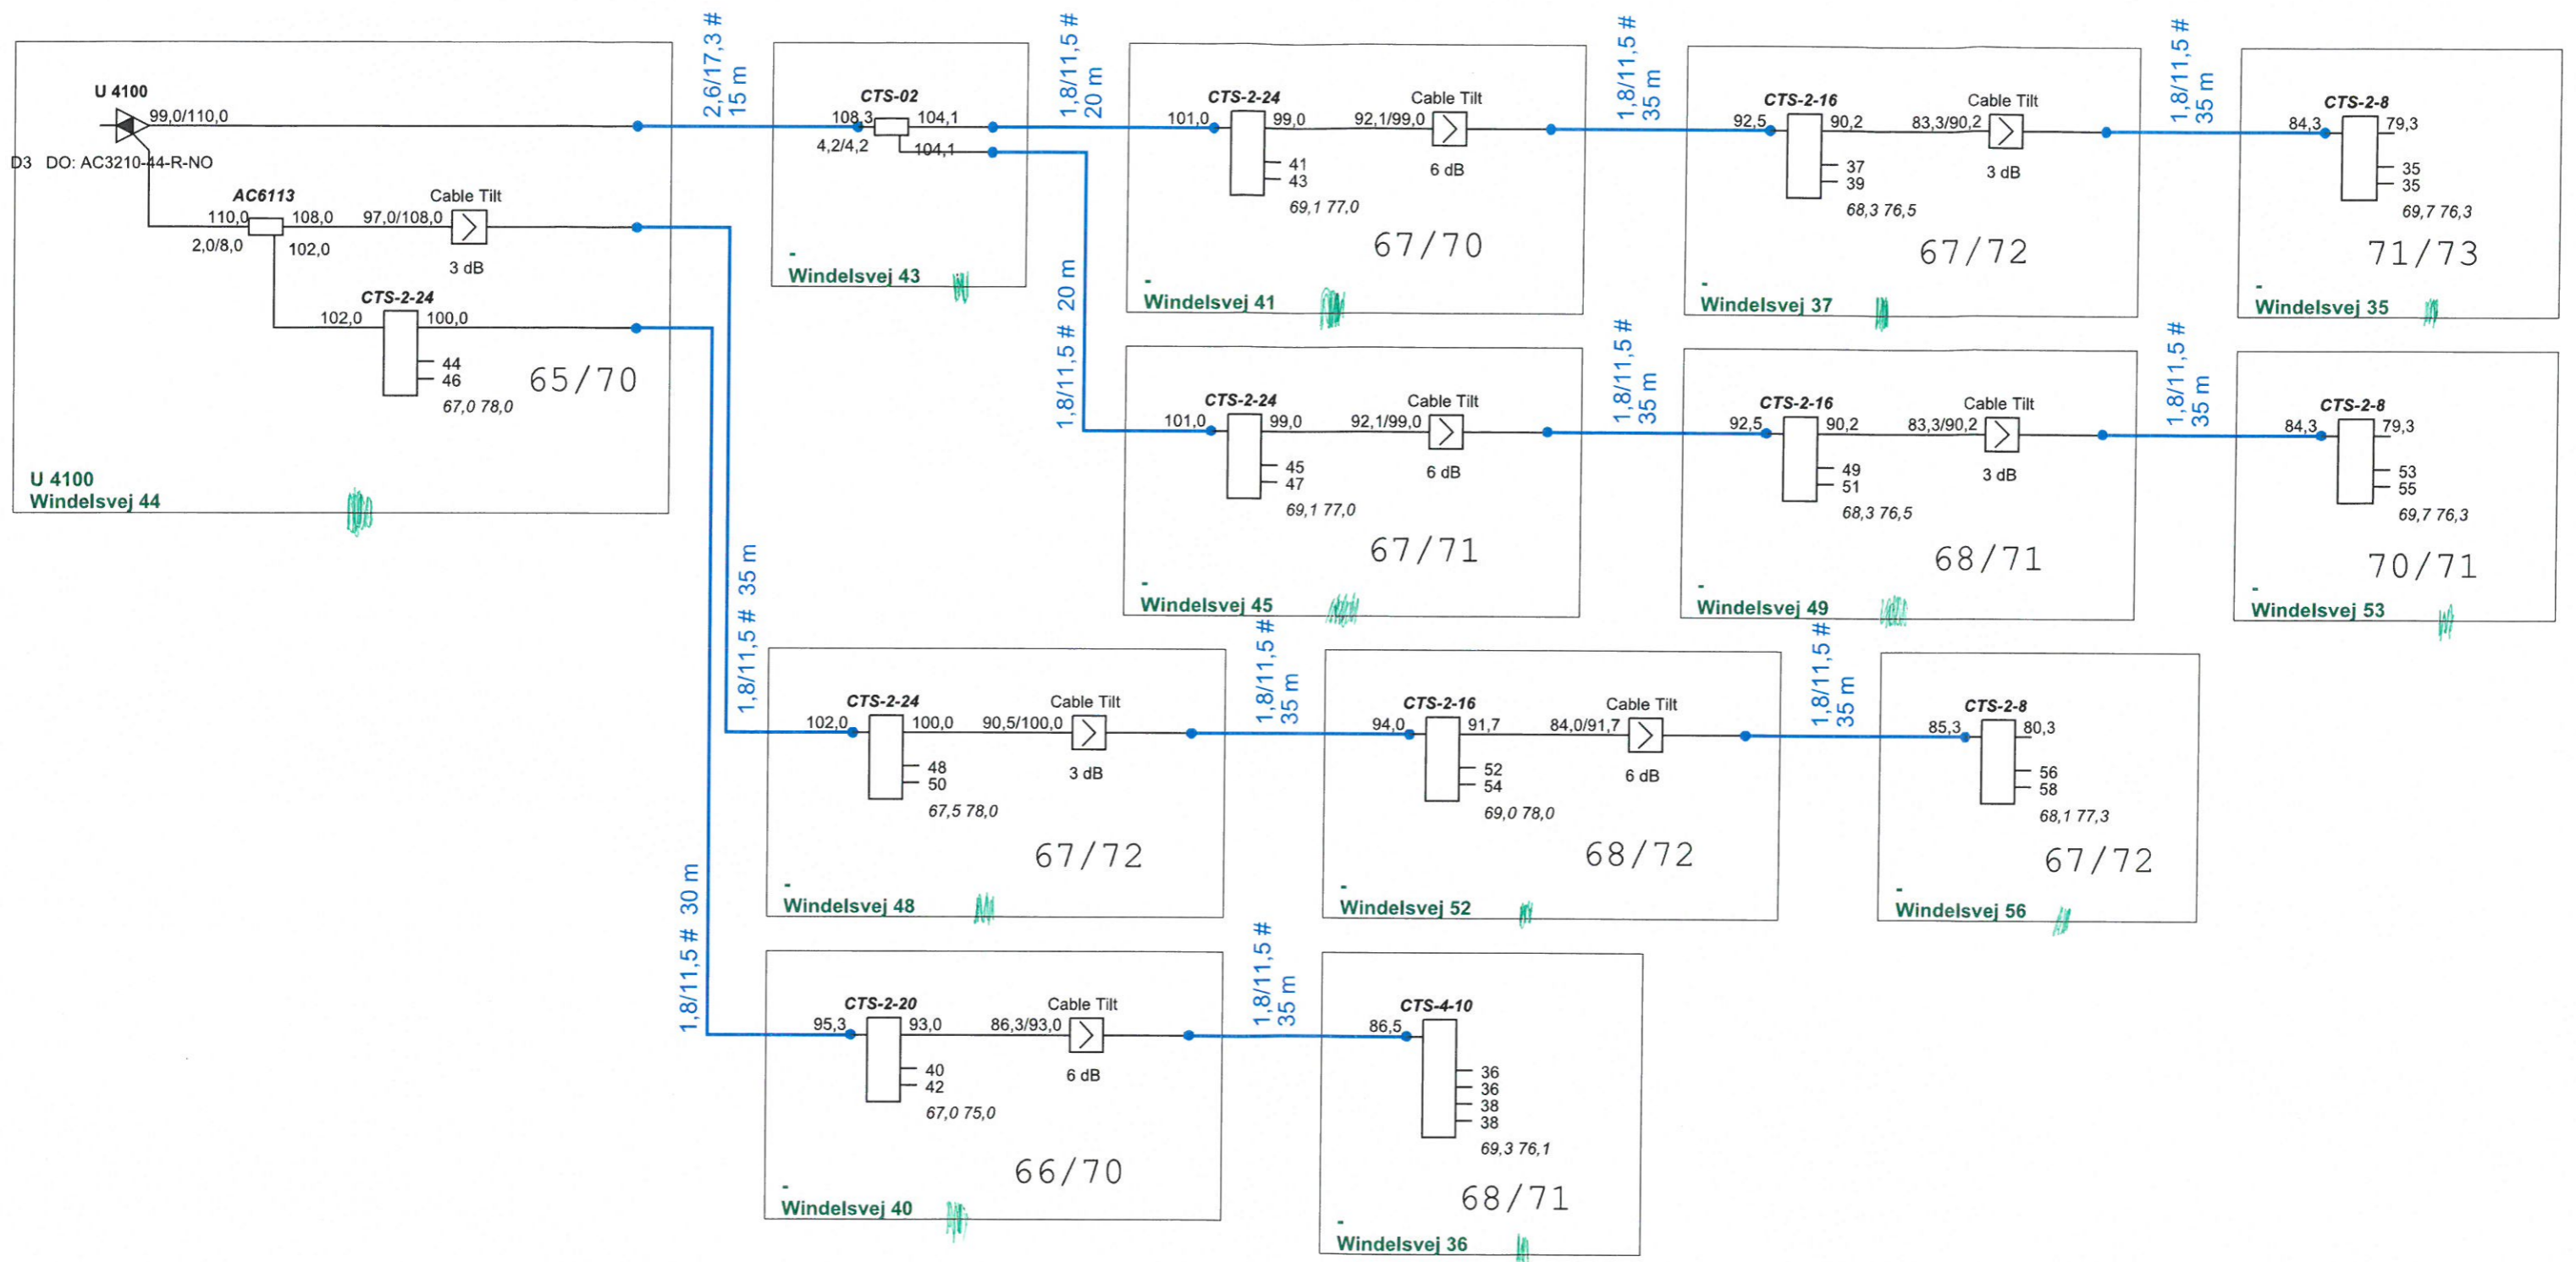 U 4100
99,0/110,0
D3 DO: AC3210-44-R-NO
AC6113
110,0 108,0 97,0/108,0
Cable Tilt
2,0/8,0 102,0
3 dB
CTS-2-24
102,0 100,0
44
46
67,0 78,0
65/70
U 4100
Windelsvej 44
2,6/17,3 #
15 m
CTS-02
108,3 104,1
4,2/4,2 104,1
-
Windelsvej 43
1,8/11,5 #
20 m
CTS-2-24
101,0 99,0 92,1/99,0
Cable Tilt
6 dB
41
43
69,1 77,0
67/70
-
Windelsvej 41
1,8/11,5 #
35 m
CTS-2-16
92,5 90,2 83,3/90,2
Cable Tilt
3 dB
37
39
68,3 76,5
67/72
-
Windelsvej 37
1,8/11,5 #
35 m
CTS-2-8
84,3 79,3
35
35
69,7 76,3
71/73
-
Windelsvej 35
1,8/11,5 # 20 m
CTS-2-24
101,0 99,0 92,1/99,0
Cable Tilt
6 dB
45
47
69,1 77,0
67/71
-
Windelsvej 45
1,8/11,5 #
35 m
CTS-2-16
92,5 90,2 83,3/90,2
Cable Tilt
3 dB
49
51
68,3 76,5
68/71
-
Windelsvej 49
1,8/11,5 #
35 m
CTS-2-8
84,3 79,3
53
55
69,7 76,3
70/71
-
Windelsvej 53
1,8/11,5 # 35 m
CTS-2-24
102,0 100,0 90,5/100,0
Cable Tilt
3 dB
48
50
67,5 78,0
67/72
-
Windelsvej 48
1,8/11,5 #
35 m
CTS-2-16
94,0 91,7 84,0/91,7
Cable Tilt
6 dB
52
54
69,0 78,0
68/72
-
Windelsvej 52
1,8/11,5 #
35 m
CTS-2-8
85,3 80,3
56
58
68,1 77,3
67/72
-
Windelsvej 56
1,8/11,5 # 30 m
CTS-2-20
95,3 93,0 86,3/93,0
Cable Tilt
6 dB
40
42
67,0 75,0
66/70
-
Windelsvej 40
1,8/11,5 #
35 m
CTS-4-10
86,5
36
36
38
38
69,3 76,1
68/71
-
Windelsvej 36